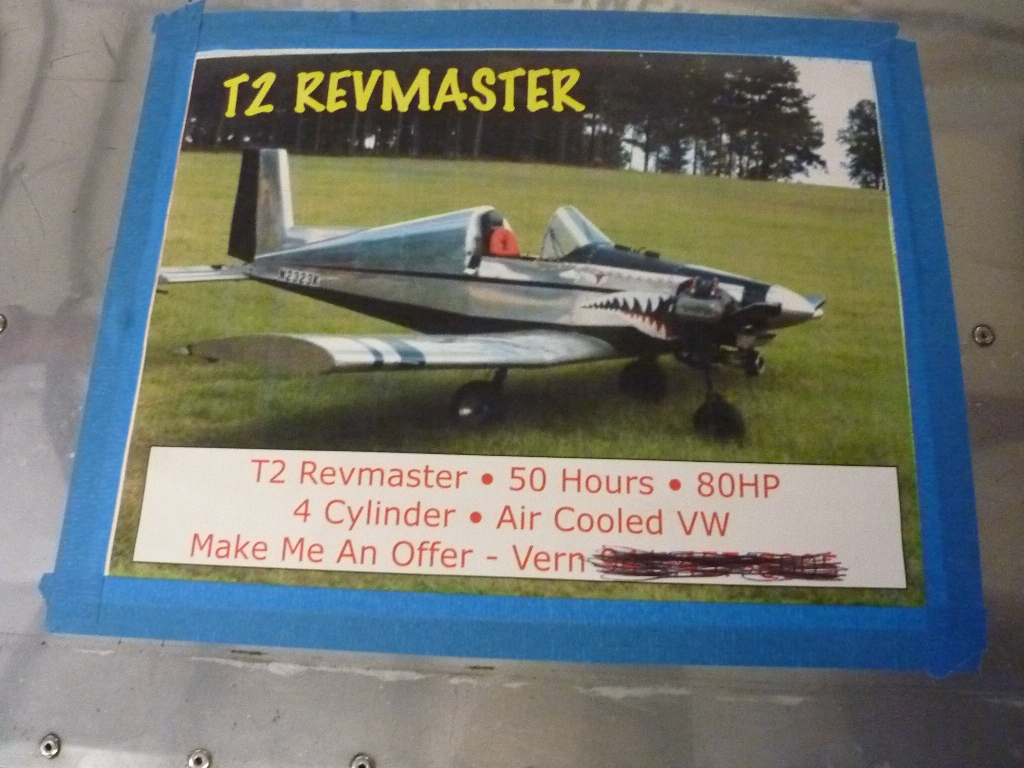 T2 REVMASTER
N2323K
T2 Revmaster • 50 Hours • 80HP
4 Cylinder • Air Cooled VW
Make Me An Offer - Vern